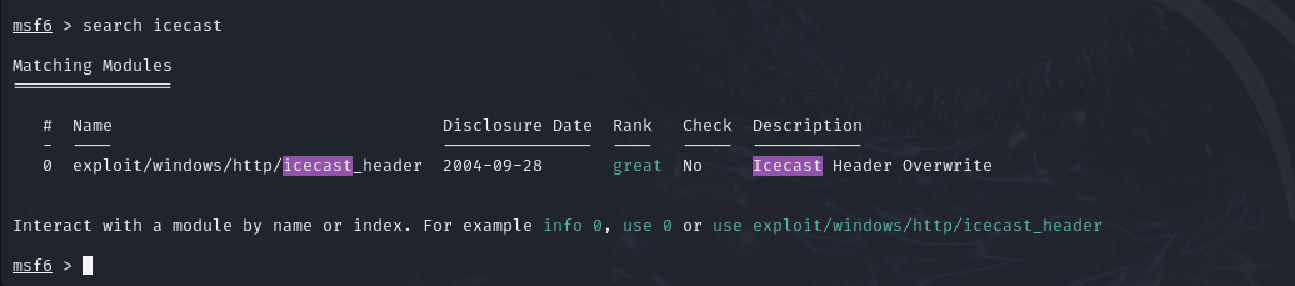 msf6 > search icecast
Matching Modules
================
# Name Disclosure Date Rank Check Description
- ---- --------------- ---- ----- -----------
0 exploit/windows/http/icecast_header 2004-09-28 great No Icecast Header Overwrite
Interact with a module by name or index. For example info 0, use 0 or use exploit/windows/http/icecast_header
msf6 >